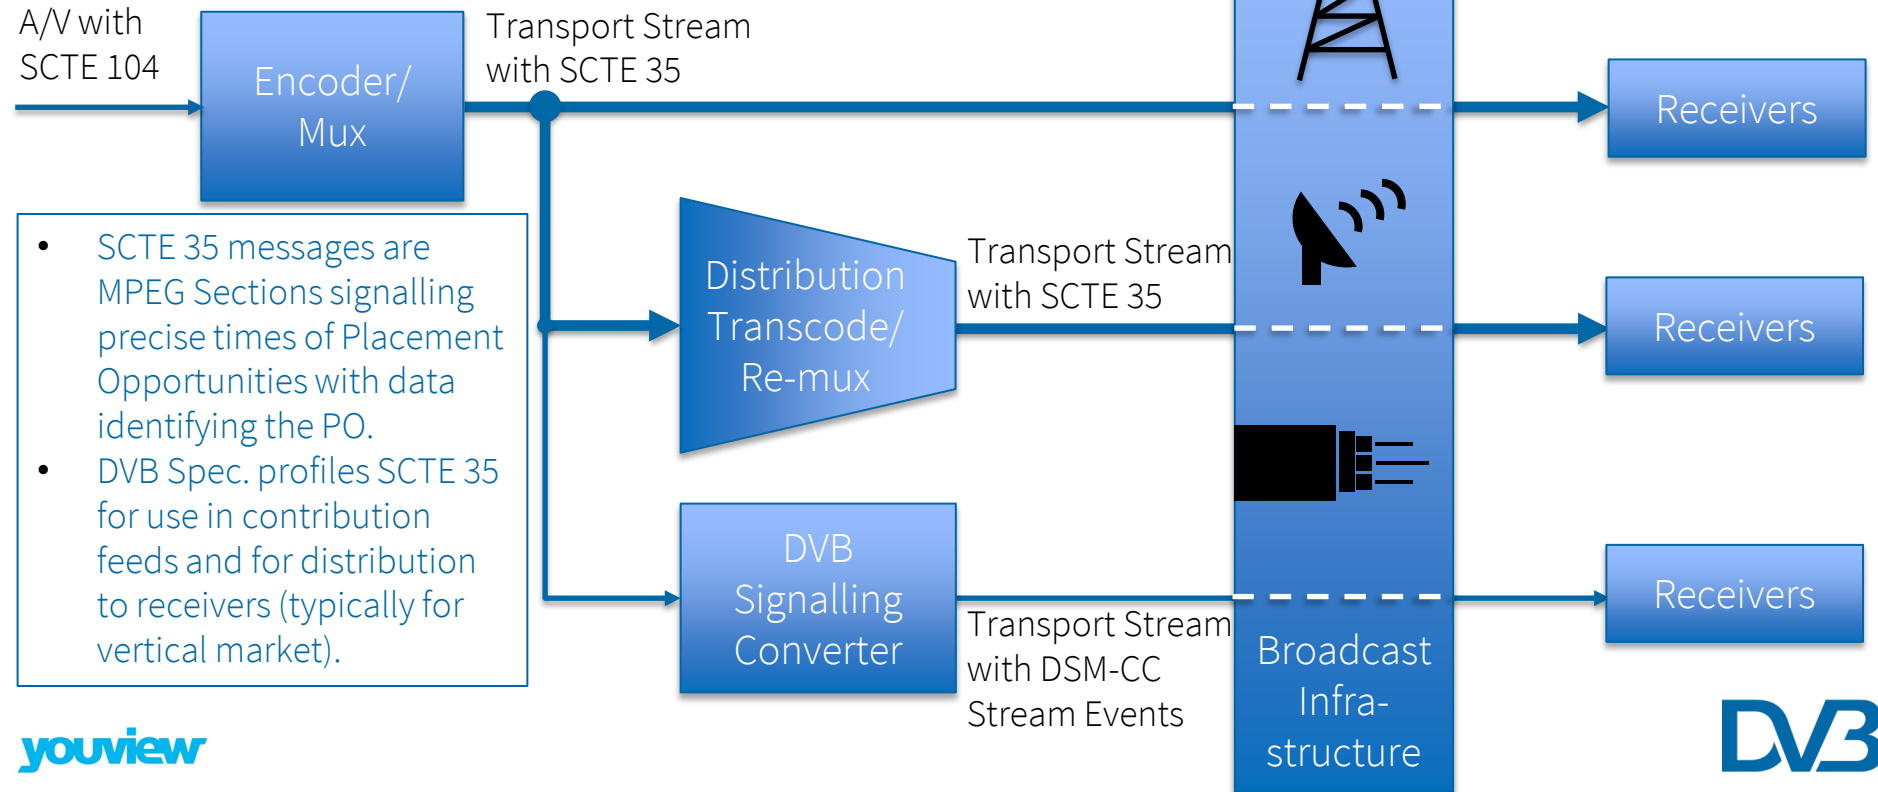 A/V with
SCTE 104
Encoder/
Mux
Transport Stream
with SCTE 35
Receivers
• SCTE 35 messages are
MPEG Sections signalling
precise times of Placement
Opportunities with data
identifying the PO.
• DVB Spec. profiles SCTE 35
for use in contribution
feeds and for distribution
to receivers (typically for
vertical market).
Distribution
Transcode/
Re-mux
Transport Stream
with SCTE 35
Receivers
DVB
Signalling
Converter
Transport Stream
with DSM-CC
Stream Events
Broadcast
Infra-
structure
Receivers
youview
DVB